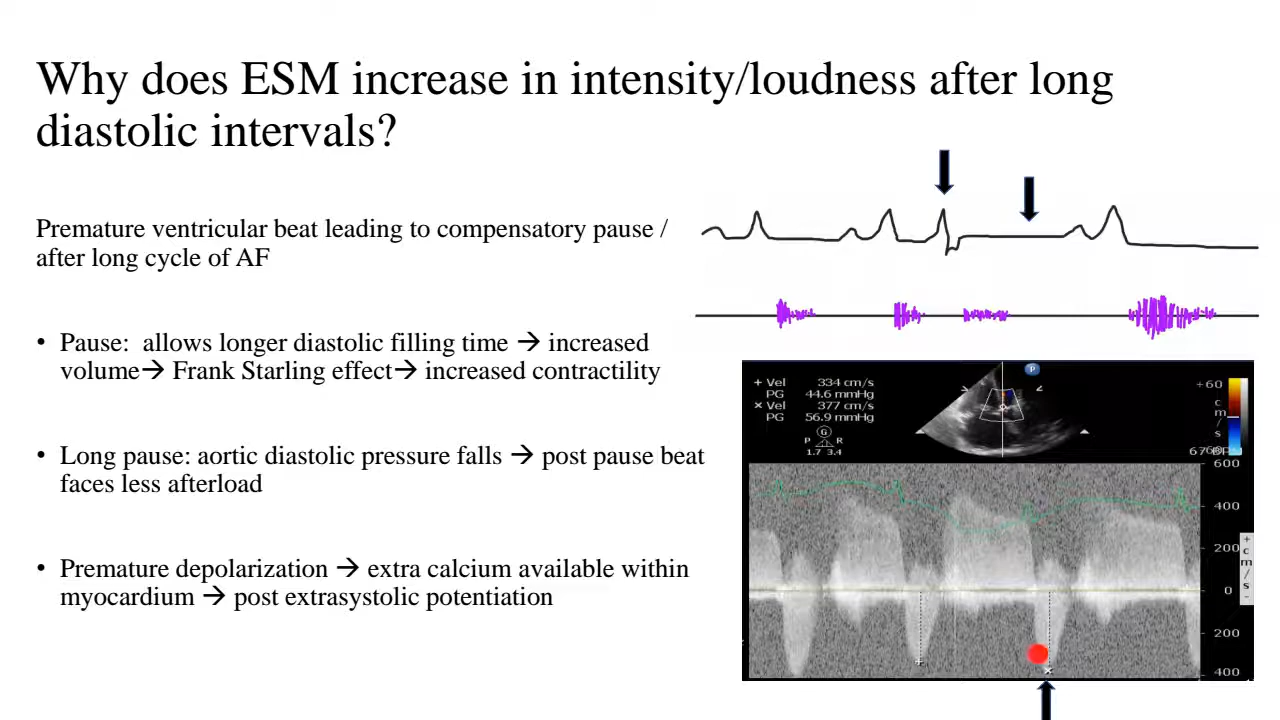 Why does ESM increase in intensity/loudness after long
diastolic intervals?
Premature ventricular beat leading to compensatory pause /
after long cycle of AF
• Pause: allows longer diastolic filling time → increased
volume→ Frank Starling effect→ increased contractility
• Long pause: aortic diastolic pressure falls → post pause beat
faces less afterload
• Premature depolarization → extra calcium available within
myocardium → post extrasystolic potentiation
P
+ Vel 334 cm/s
PG 44.6 mmHg
× Vel 377 cm/s
PG 56.9 mmHg
G
P R
1.7 3.4
+60
c
m
/
s
600
400
200
0
200
400
+
c
m
/
s
-